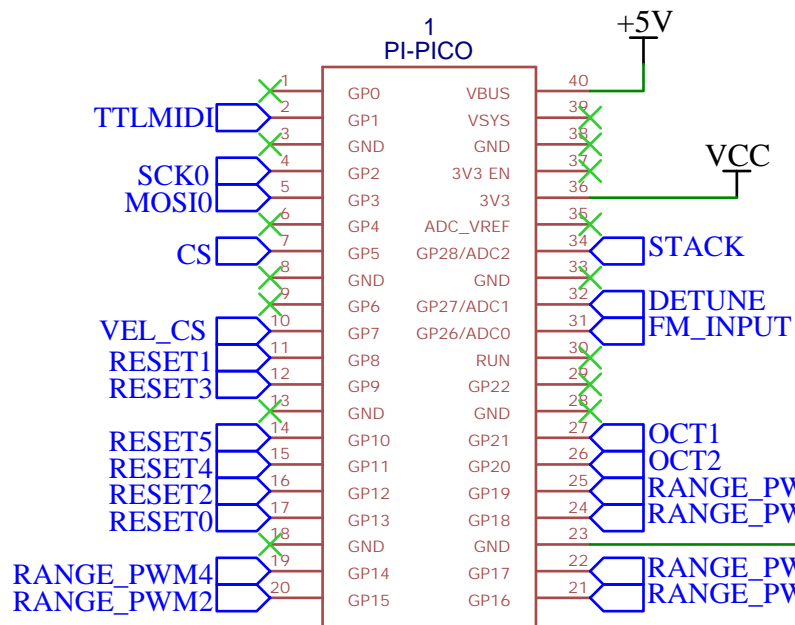 1
PI-PICO
+5V
VCC
1 GP0 VBUS 40
TTLMIDI 2 GP1 VSYS 39
3 GND GND 38
SCK0 4 GP2 3V3 EN 37
MOSI0 5 GP3 3V3 36
6 GP4 ADC_VREF 35
CS 7 GP5 GP28/ADC2 34 STACK
8 GND GND 33
9 GP6 GP27/ADC1 32 DETUNE
VEL_CS 10 GP7 GP26/ADC0 31 FM_INPUT
RESET1 11 GP8 RUN 30
RESET3 12 GP9 GP22 29
13 GND GND 28
RESET5 14 GP10 GP21 27 OCT1
RESET4 15 GP11 GP20 26 OCT2
RESET2 16 GP12 GP19 25 RANGE_PW
RESET0 17 GP13 GP18 24 RANGE_PW
18 GND GND 23
RANGE_PWM4 19 GP14 GP17 22 RANGE_PW
RANGE_PWM2 20 GP15 GP16 21 RANGE_PW